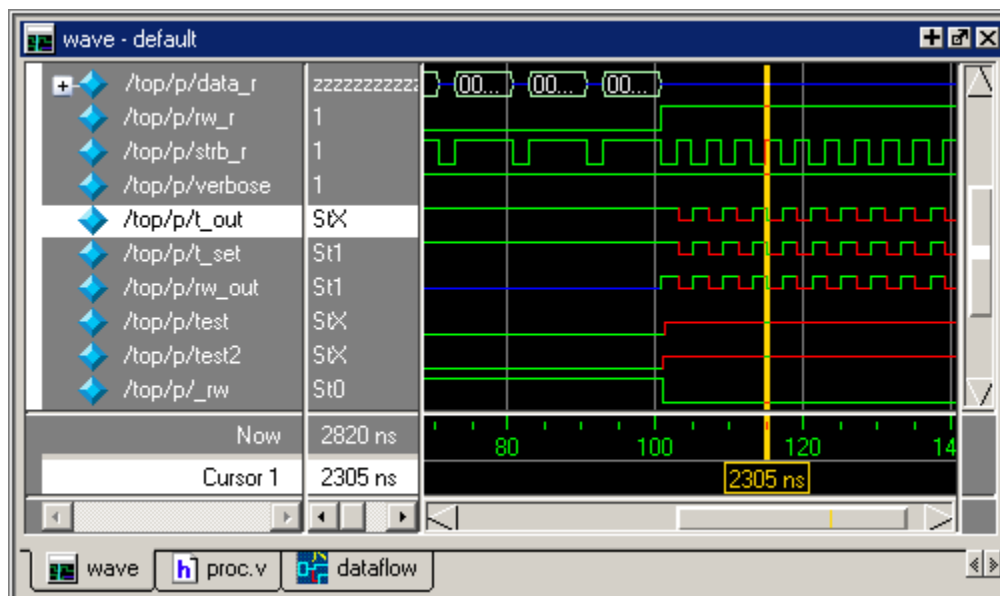 wave - default
/top/p/data_r zzzzzzzzzzz 00... 00... 00...
/top/p/rw_r 1
/top/p/strb_r 1
/top/p/verbose 1
/top/p/t_out StX
/top/p/t_set St1
/top/p/rw_out St1
/top/p/test StX
/top/p/test2 StX
/top/p/_rw St0
Now 2820 ns 80 100 120 14
Cursor 1 2305 ns 2305 ns
wave proc.v dataflow